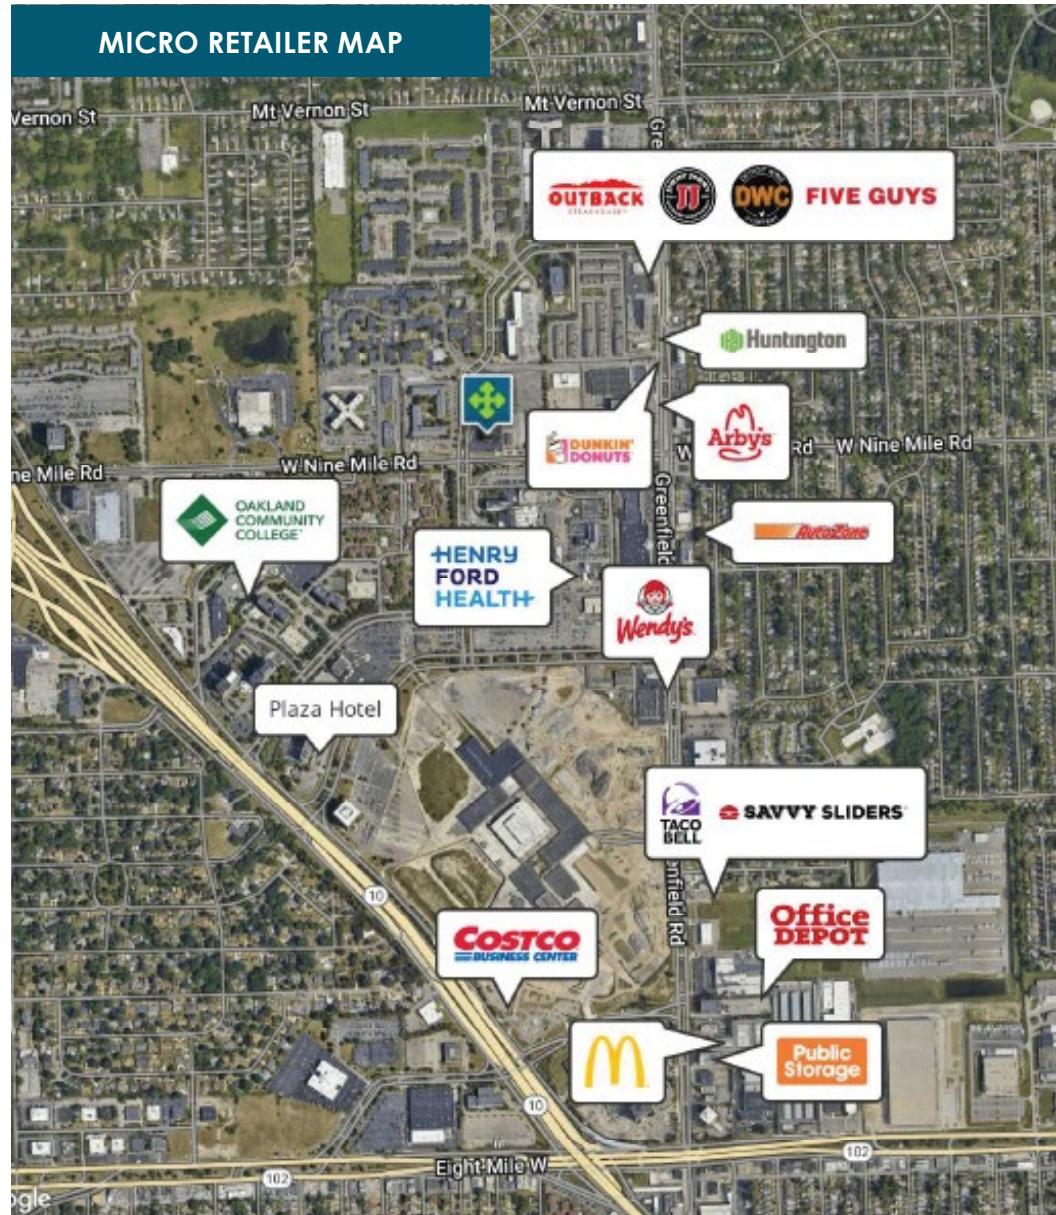 MICRO RETAILER MAP
Vernon St
Mt Vernon St
Mt Vernon St
Gre
OUTBACK
STEAKHOUSE
JJ
DWC
FIVE GUYS
Huntington
DUNKIN'
DONUTS
Arby's
W
Rd
W Nine Mile Rd
ne Mile Rd
W Nine Mile Rd
OAKLAND
COMMUNITY
COLLEGE
Greenfield
AutoZone
HENRY
FORD
HEALTH
Wendy's
Plaza Hotel
TACO
BELL
SAVVY SLIDERS
10
enfield Rd
Office
DEPOT
COSTCO
BUSINESS CENTER
M
Public
Storage
10
102
Eight Mile W
102
ogle